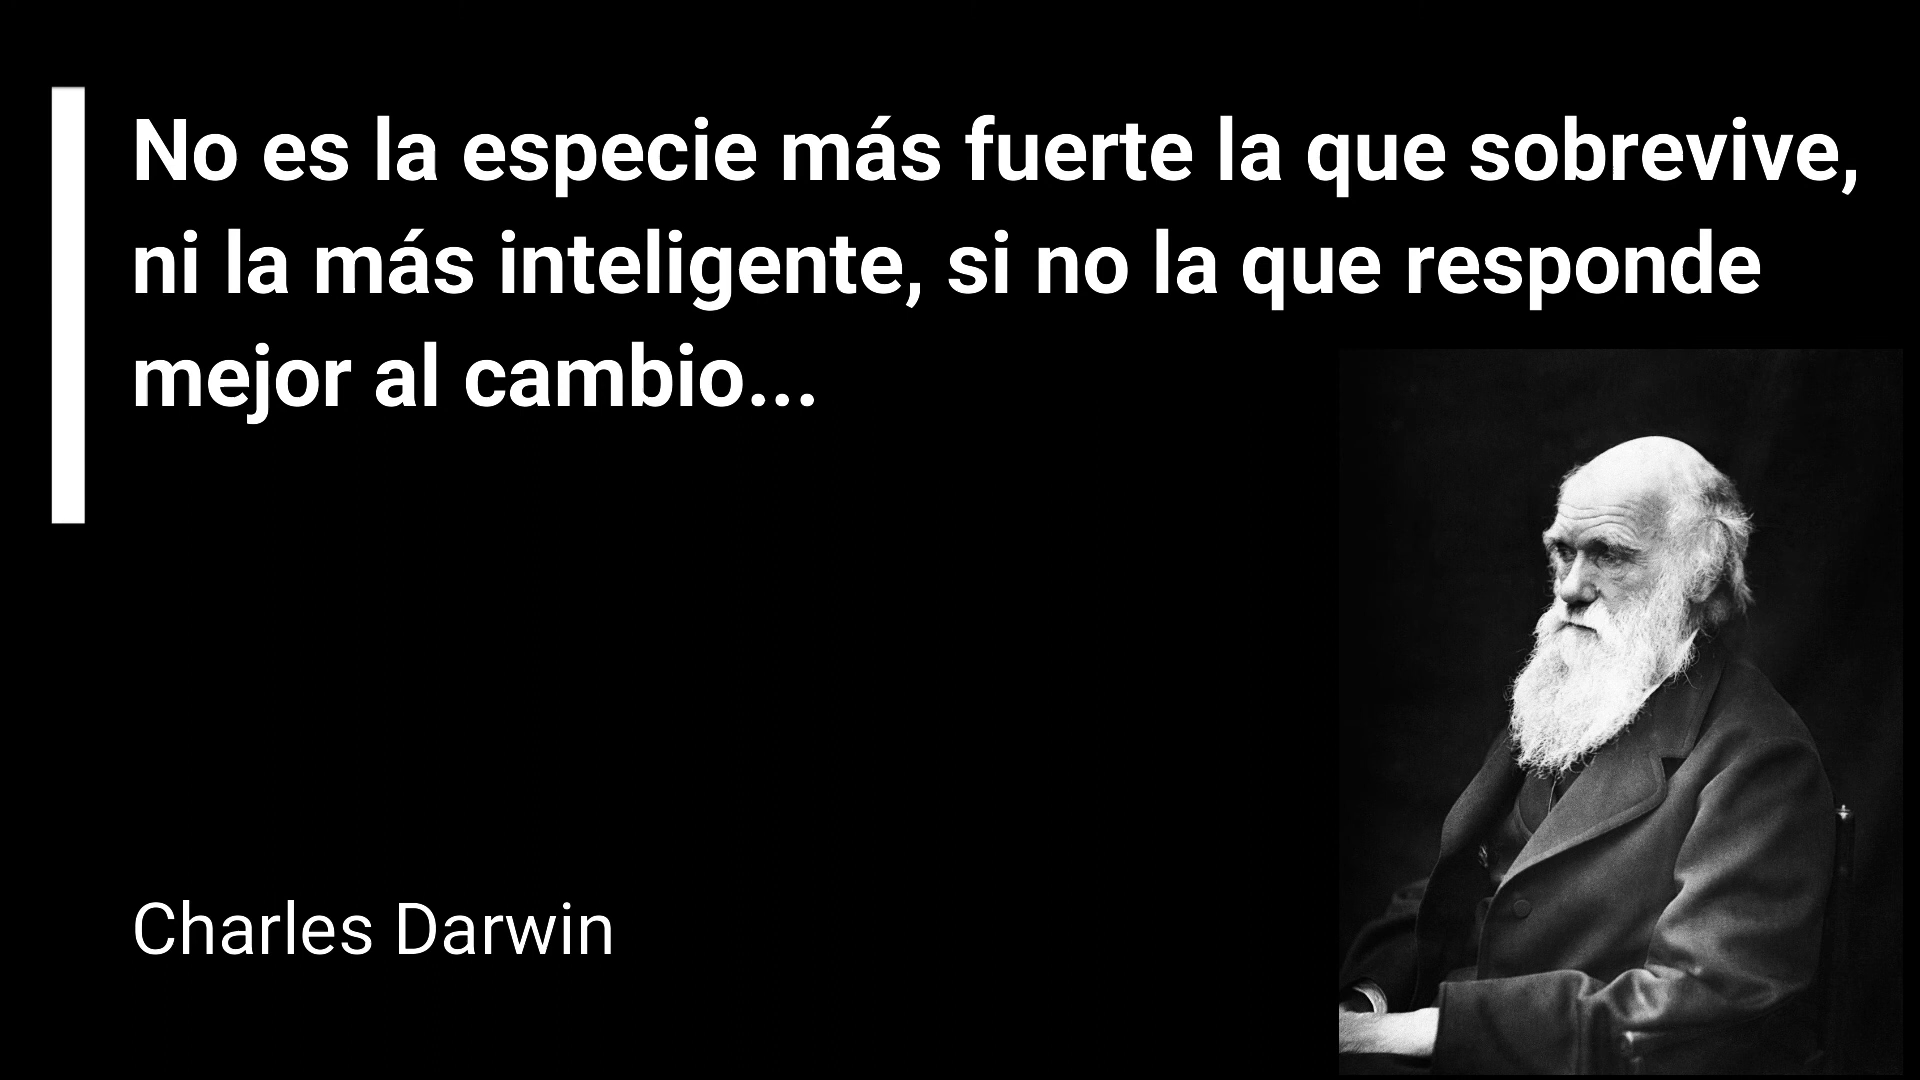 No es la especie más fuerte la que sobrevive,
ni la más inteligente, si no la que responde
mejor al cambio...
Charles Darwin